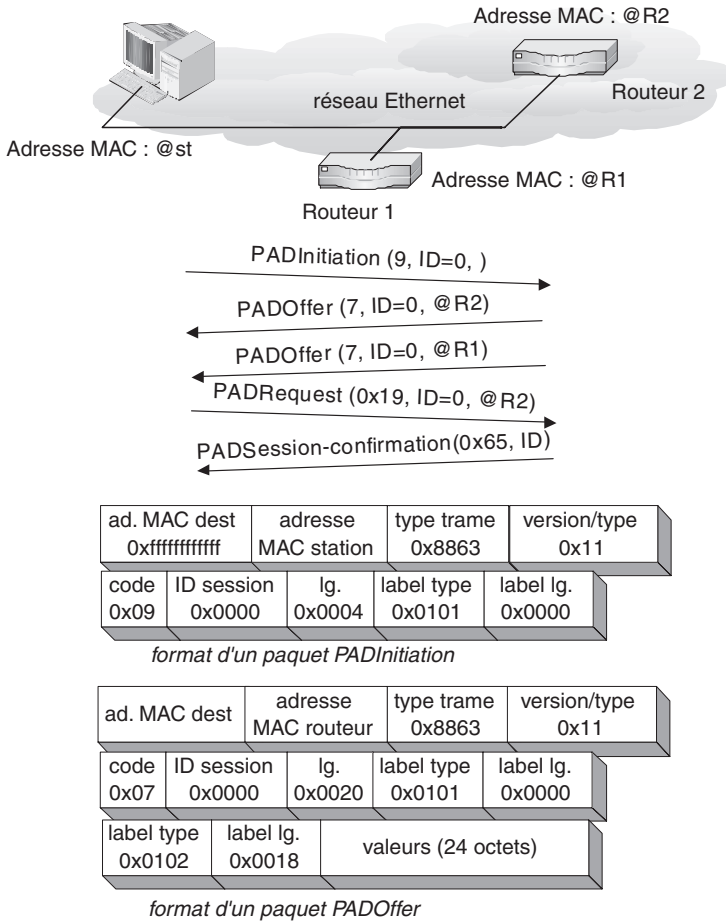 Adresse MAC : @R2
réseau Ethernet
Routeur 2
Adresse MAC : @st
Adresse MAC : @R1
Routeur 1
PADInitiation (9, ID=0, )
PADOffer (7, ID=0, @R2)
PADOffer (7, ID=0, @R1)
PADRequest (0x19, ID=0, @R2)
PADSession-confirmation(0x65, ID)
ad. MAC dest adresse type trame version/type
0xffffffffffff MAC station 0x8863 0x11
code ID session lg. label type label lg.
0x09 0x0000 0x0004 0x0101 0x0000
format d'un paquet PADInitiation
ad. MAC dest adresse type trame version/type
MAC routeur 0x8863 0x11
code ID session lg. label type label lg.
0x07 0x0000 0x0020 0x0101 0x0000
label type label lg. valeurs (24 octets)
0x0102 0x0018
format d'un paquet PADOffer